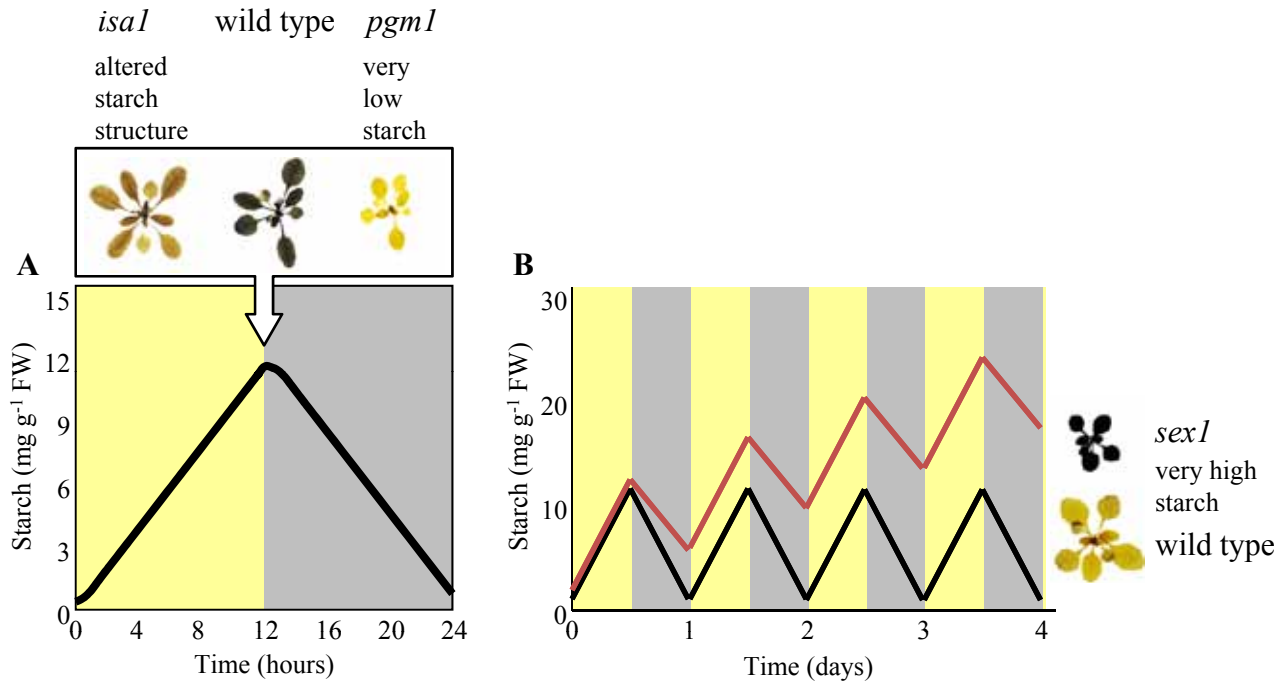 isa1 wild type pgm1
altered very
starch low
structure starch
A
15
12
9
6
3
0
Starch (mg g-1 FW)
0 4 8 12 16 20 24
Time (hours)
B
30
20
10
0
Starch (mg g-1 FW)
0 1 2 3 4
Time (days)
sex1
very high
starch
wild type